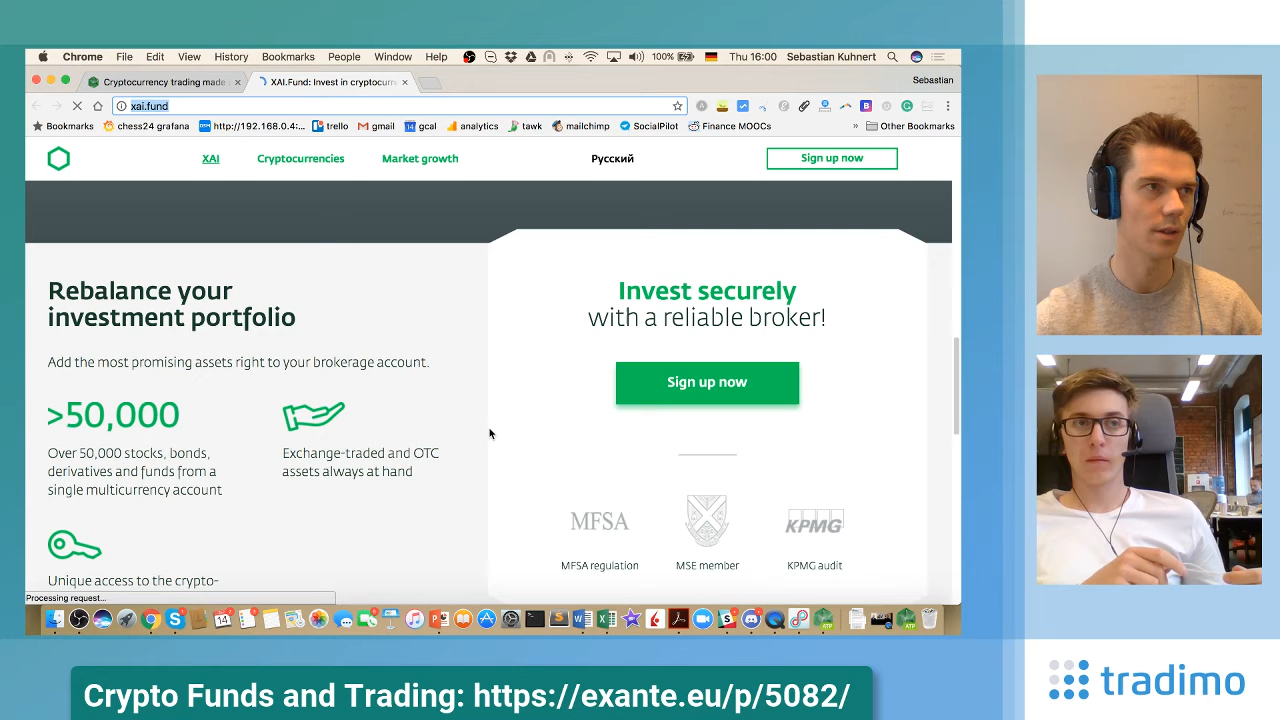 Chrome File Edit View History Bookmarks People Window Help 100% Thu 16:00 Sebastian Kuhnert
Cryptocurrency trading made XAI.Fund: Invest in cryptocurr Sebastian
xai.fund
Bookmarks chess24 grafana http://192.168.0.4:... trello gmail gcal analytics tawk mailchimp SocialPilot Finance MOOCs » Other Bookmarks
XAI Cryptocurrencies Market growth Русский Sign up now
Rebalance your
investment portfolio
Add the most promising assets right to your brokerage account.
>50,000
Over 50,000 stocks, bonds,
derivatives and funds from a
single multicurrency account
Exchange-traded and OTC
assets always at hand
Unique access to the crypto-
Invest securely
with a reliable broker!
Sign up now
MFSA
KPMG
MFSA regulation MSE member KPMG audit
Processing request...
Crypto Funds and Trading: https://exante.eu/p/5082/
tradimo